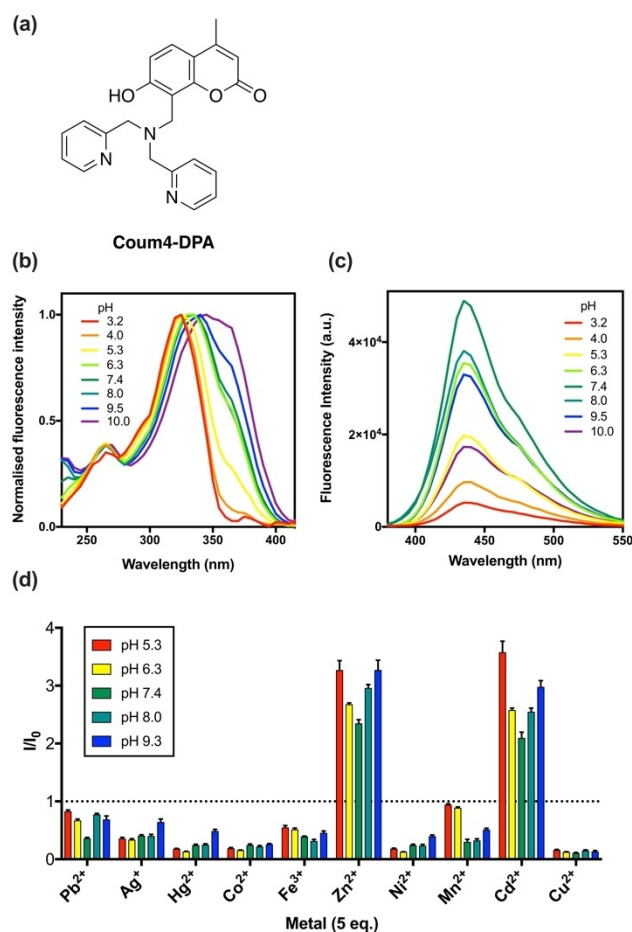 (a)
HO
O
O
N
N
N
Coum4-DPA
(b)
Normalised fluorescence intensity
1.0
0.5
0.0
250
300
350
400
Wavelength (nm)
pH
3.2
4.0
5.3
6.3
7.4
8.0
9.5
10.0
(c)
Fluorescence Intensity (a.u.)
4×10⁴
2×10⁴
0
400
450
500
550
Wavelength (nm)
pH
3.2
4.0
5.3
6.3
7.4
8.0
9.5
10.0
(d)
I/I₀
4
3
2
1
0
pH 5.3
pH 6.3
pH 7.4
pH 8.0
pH 9.3
Pb²⁺
Ag⁺
Hg²⁺
Co²⁺
Fe³⁺
Zn²⁺
Ni²⁺
Mn²⁺
Cd²⁺
Cu²⁺
Metal (5 eq.)